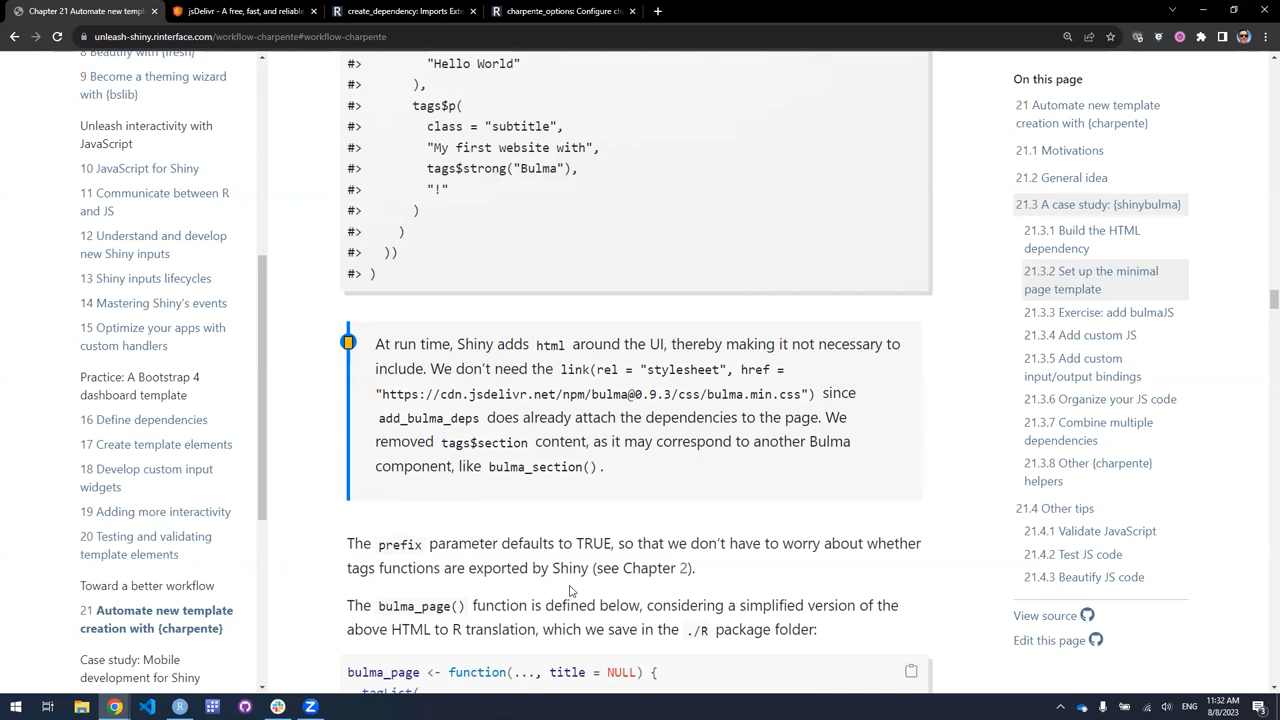 Chapter 21 Automate new temp
jsDelivr - A free, fast, and reliable
create_dependency: Imports Exte
charpente_options: Configure ch
unleash-shiny.rinterface.com/workflow-charpente#workflow-charpente
8 Beautify with {fresh}
9 Become a theming wizard
with {bslib}
Unleash interactivity with
JavaScript
10 JavaScript for Shiny
11 Communicate between R
and JS
12 Understand and develop
new Shiny inputs
13 Shiny inputs lifecycles
14 Mastering Shiny's events
15 Optimize your apps with
custom handlers
Practice: A Bootstrap 4
dashboard template
16 Define dependencies
17 Create template elements
18 Develop custom input
widgets
19 Adding more interactivity
20 Testing and validating
template elements
Toward a better workflow
21 Automate new template
creation with {charpente}
Case study: Mobile
development for Shiny
#>         "Hello World"
#>       ),
#>       tags$p(
#>         class = "subtitle",
#>         "My first website with",
#>         tags$strong("Bulma"),
#>         "!"
#>       )
#>     )
#>   ))
#> )
At run time, Shiny adds html around the UI, thereby making it not necessary to
include. We don't need the link(rel = "stylesheet", href =
"https://cdn.jsdelivr.net/npm/bulma@0.9.3/css/bulma.min.css") since
add_bulma_deps does already attach the dependencies to the page. We
removed tags$section content, as it may correspond to another Bulma
component, like bulma_section().
The prefix parameter defaults to TRUE, so that we don't have to worry about whether
tags functions are exported by Shiny (see Chapter 2).
The bulma_page() function is defined below, considering a simplified version of the
above HTML to R translation, which we save in the ./R package folder:
bulma_page <- function(..., title = NULL) {
tagList(
On this page
21 Automate new template
creation with {charpente}
21.1 Motivations
21.2 General idea
21.3 A case study: {shinybulma}
21.3.1 Build the HTML
dependency
21.3.2 Set up the minimal
page template
21.3.3 Exercise: add bulmaJS
21.3.4 Add custom JS
21.3.5 Add custom
input/output bindings
21.3.6 Organize your JS code
21.3.7 Combine multiple
dependencies
21.3.8 Other {charpente}
helpers
21.4 Other tips
21.4.1 Validate JavaScript
21.4.2 Test JS code
21.4.3 Beautify JS code
View source
Edit this page
ENG
11:32 AM
8/8/2023